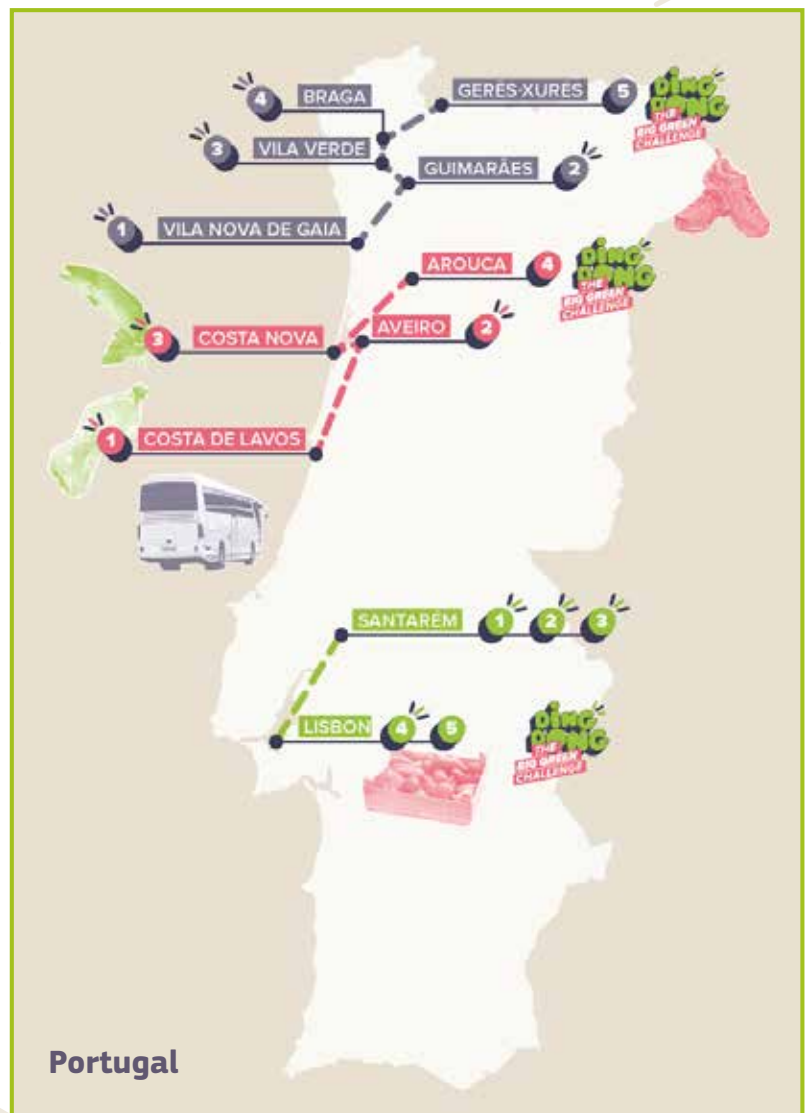 4 BRAGA
GERÊS-XURES 5
DiNG DONG THE BIG GREEN CHALLENGE
3 VILA VERDE
GUIMARÃES 2
1 VILA NOVA DE GAIA
AROUCA 4
DiNG DONG THE BIG GREEN CHALLENGE
3 COSTA NOVA
AVEIRO 2
1 COSTA DE LAVOS
SANTARÉM 1 2 3
LISBON 4 5
DiNG DONG THE BIG GREEN CHALLENGE
Portugal